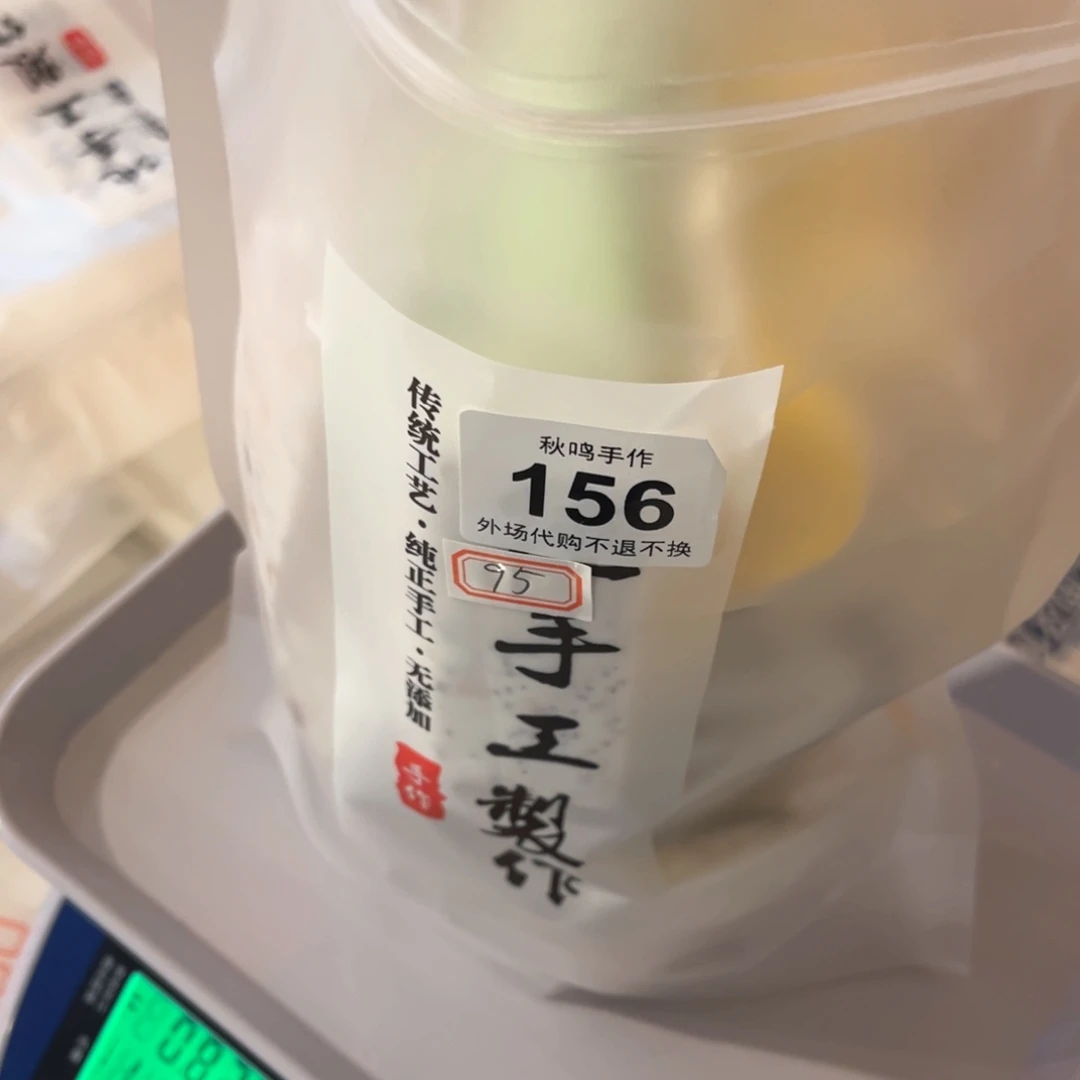 传统工艺·纯正手工·无添加
手作
秋鸣手作
156
外场代购不退不换
95
手工製作